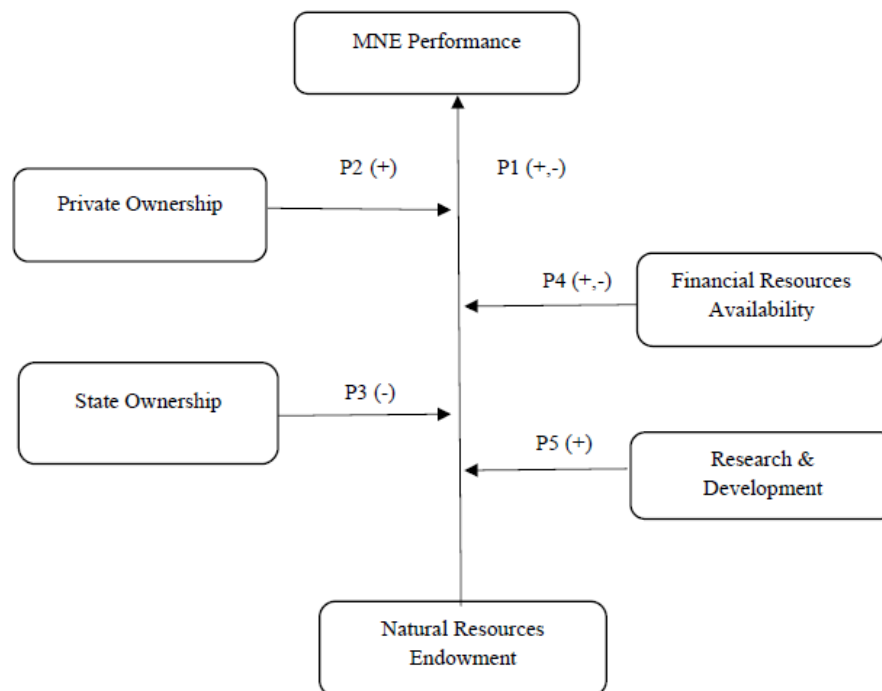 MNE Performance
P2 (+)
P1 (+,-)
Private Ownership
P4 (+,-)
Financial Resources
Availability
P3 (-)
State Ownership
P5 (+)
Research &
Development
Natural Resources
Endowment